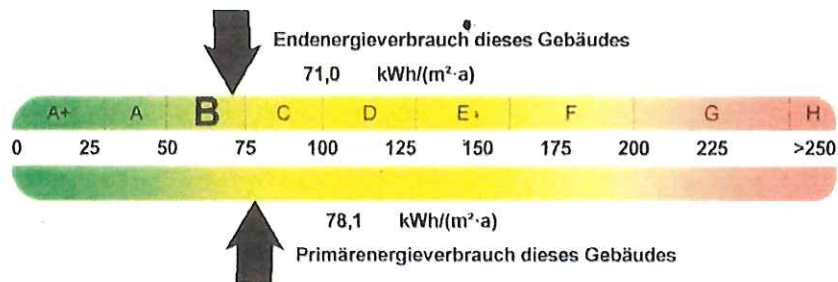 Endenergieverbrauch dieses Gebäudes
71,0 kWh/(m²·a)
A+ A B C D E F G H
0 25 50 75 100 125 150 175 200 225 >250
78,1 kWh/(m²·a)
Primärenergieverbrauch dieses Gebäudes